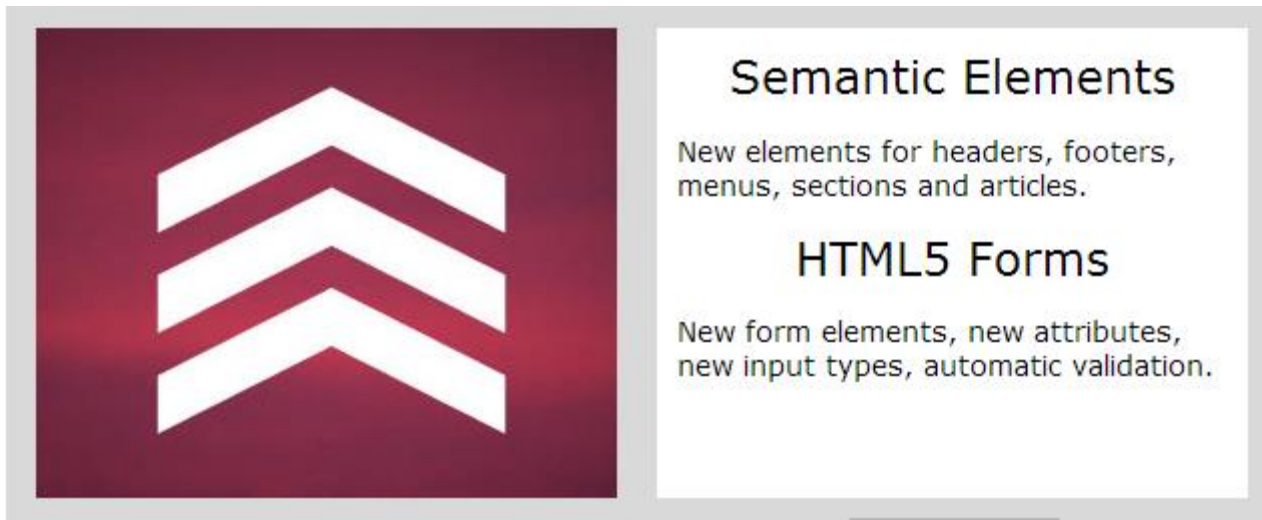 Semantic Elements
New elements for headers, footers,
menus, sections and articles.
HTML5 Forms
New form elements, new attributes,
new input types, automatic validation.